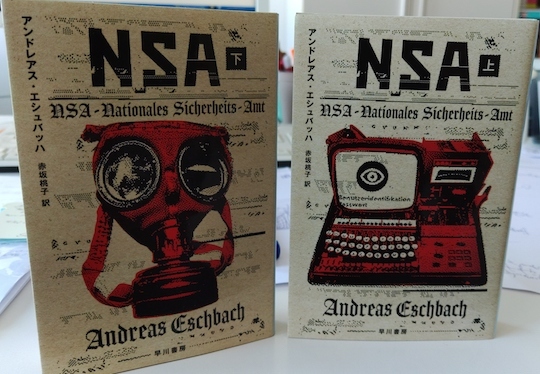 NSA
下
NSA-Nationales Sicherheits-Amt
アンドレアス・エシュバッハ
赤坂桃子 訳
Andreas Eschbach
早川書房
NSA
上
NSA-Nationales Sicherheits-Amt
アンドレアス・エシュバッハ
赤坂桃子 訳
Benutzeridentifikation
Passwort
Andreas Eschbach
早川書房